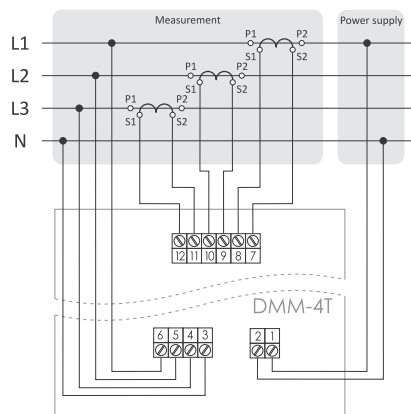 Measurement
Power supply
L1
P1 P2
S1 S2
L2
P1 P2
S1 S2
L3
P1 P2
S1 S2
N
12 11 10 9 8 7
DMM-4T
6 5 4 3
2 1